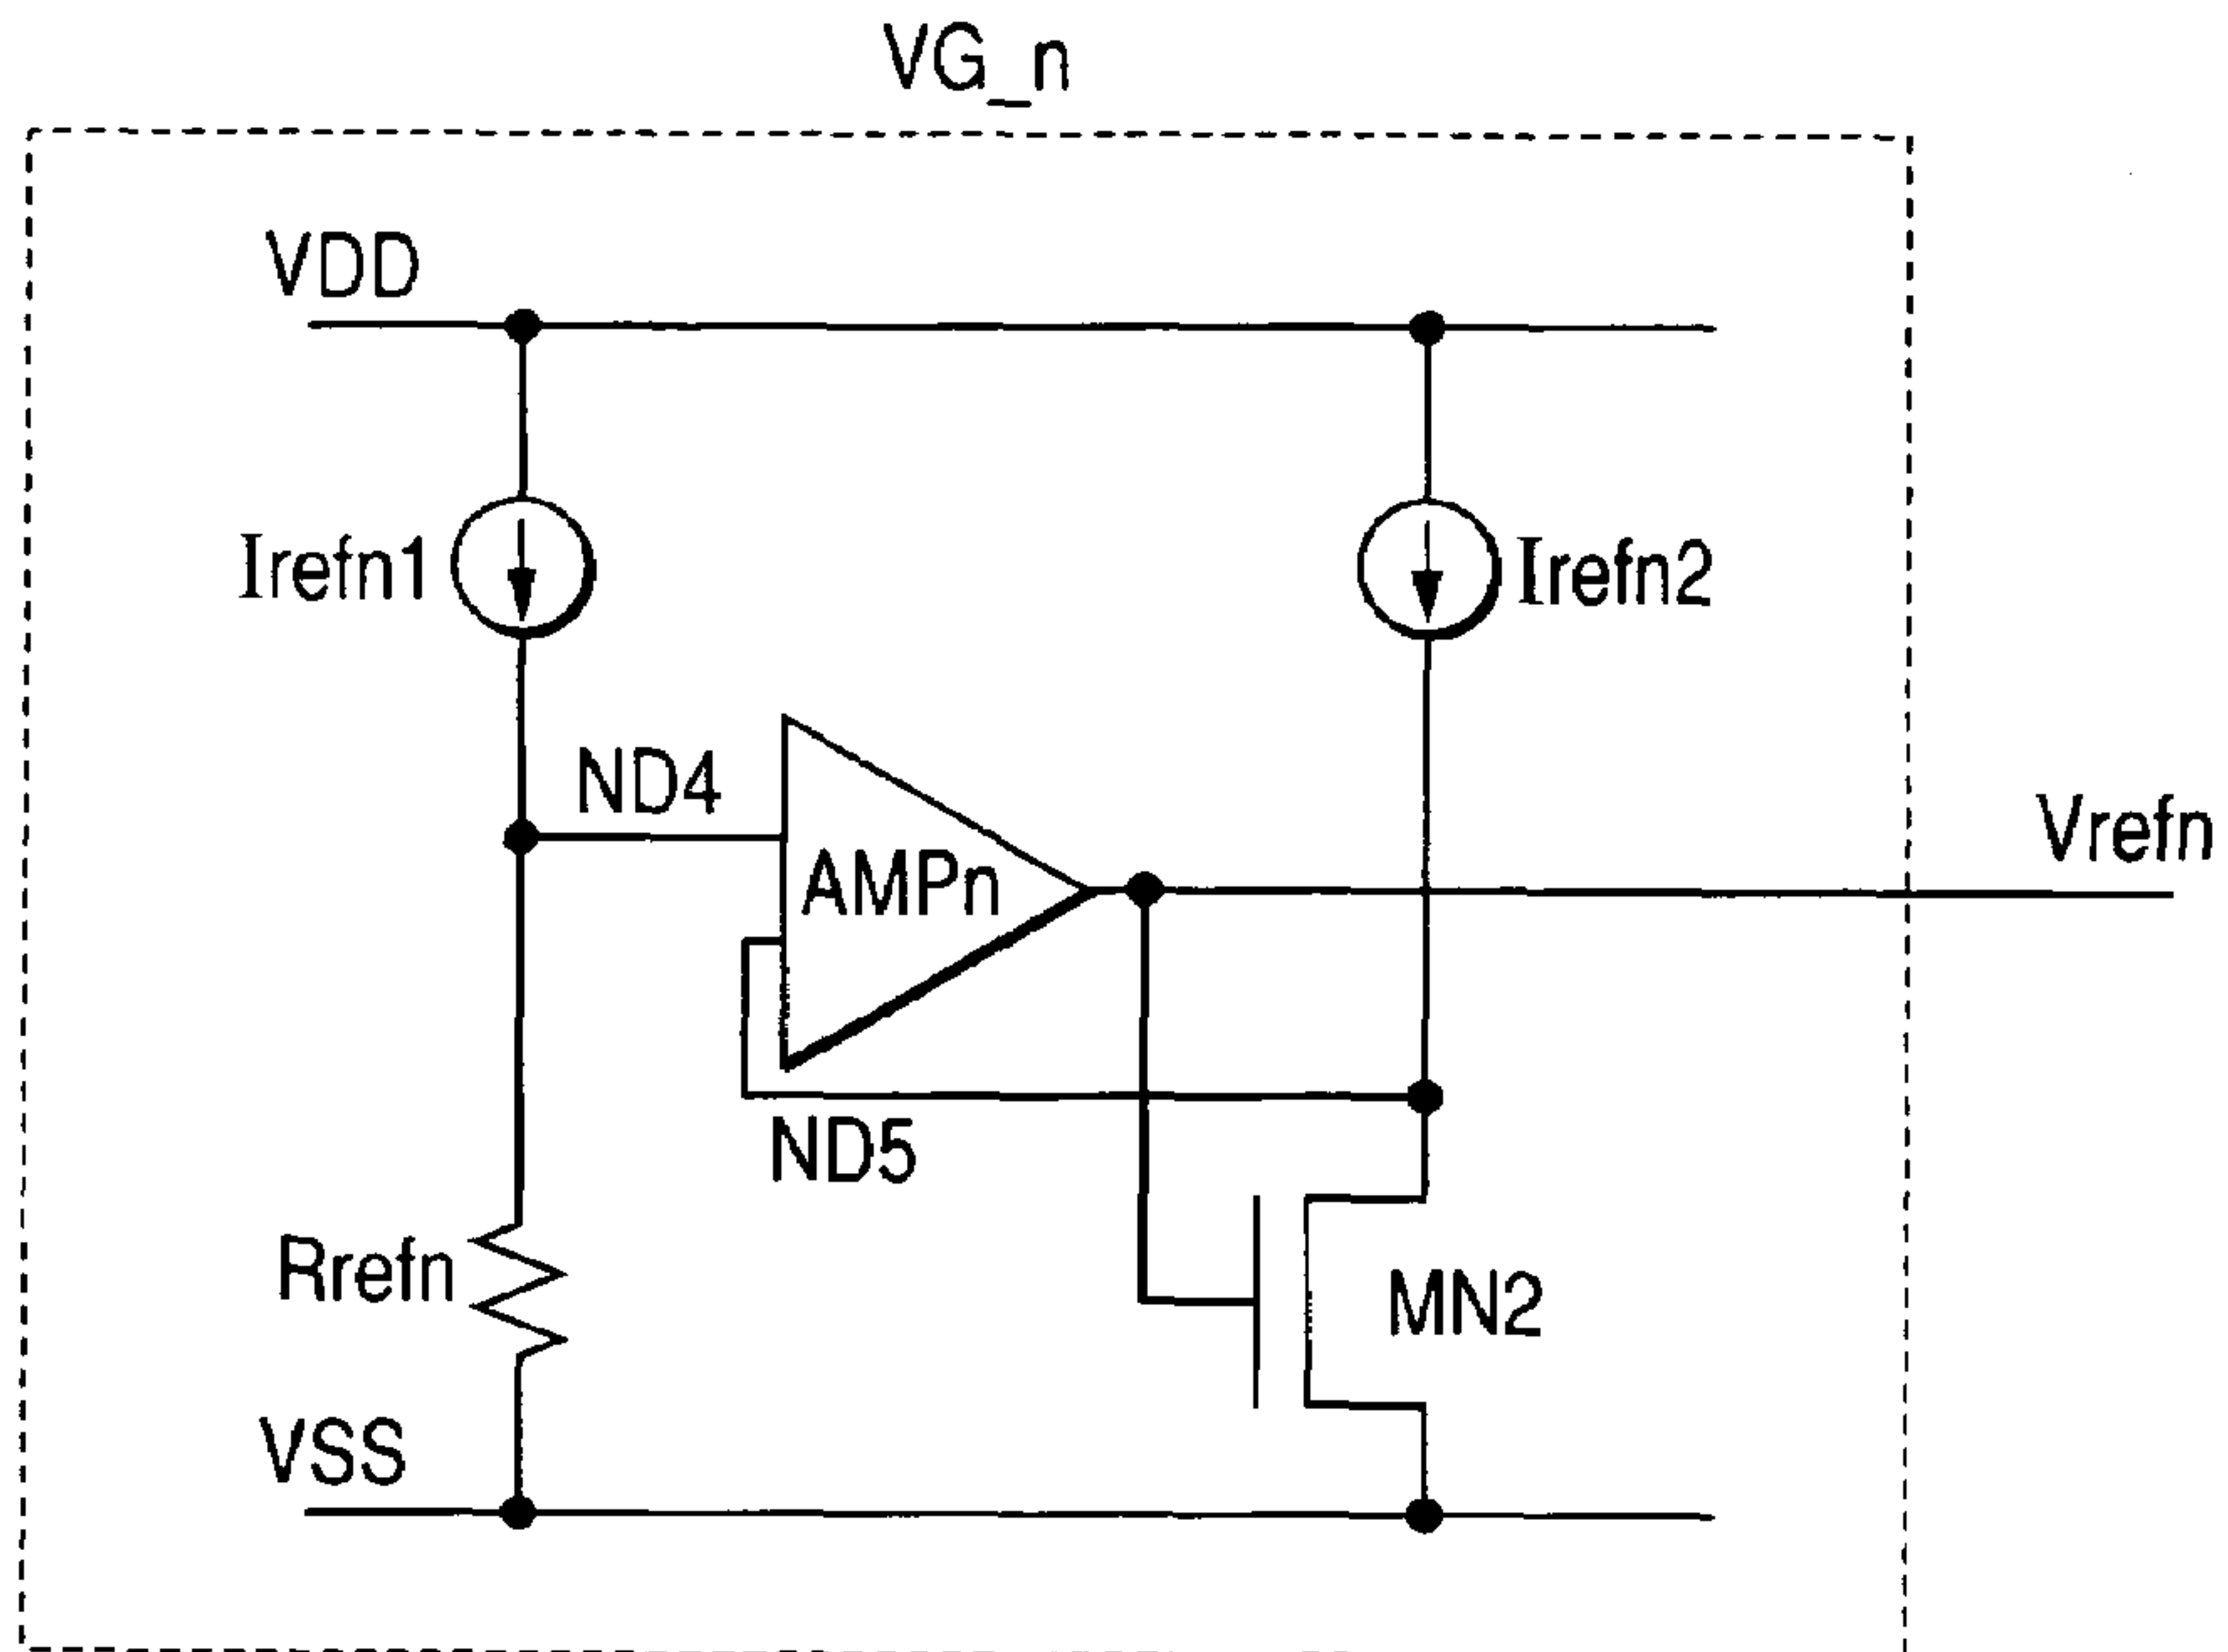 VG_n
VDD
Irefn1
Irefn2
ND4
AMPn
Vrefn
ND5
Rrefn
MN2
VSS